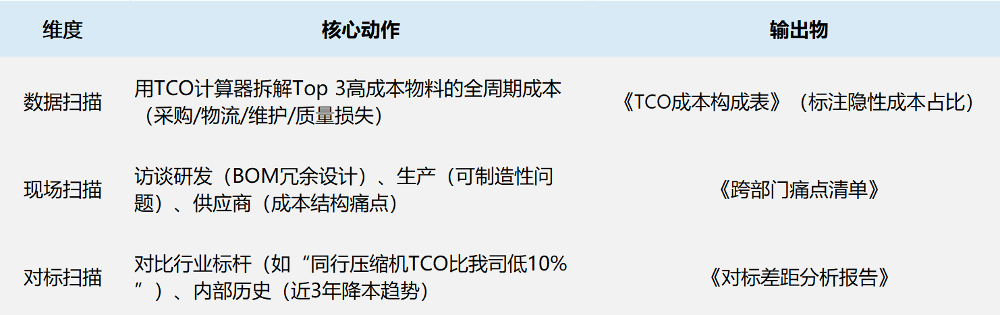 维度 核心动作 输出物
数据扫描 用TCO计算器拆解Top 3高成本物料的全周期成本
（采购/物流/维护/质量损失） 《TCO成本构成表》（标注隐性成本占比）
现场扫描 访谈研发（BOM冗余设计）、生产（可制造性问
题）、供应商（成本结构痛点） 《跨部门痛点清单》
对标扫描 对比行业标杆（如“同行压缩机TCO比我司低10%
”）、内部历史（近3年降本趋势） 《对标差距分析报告》